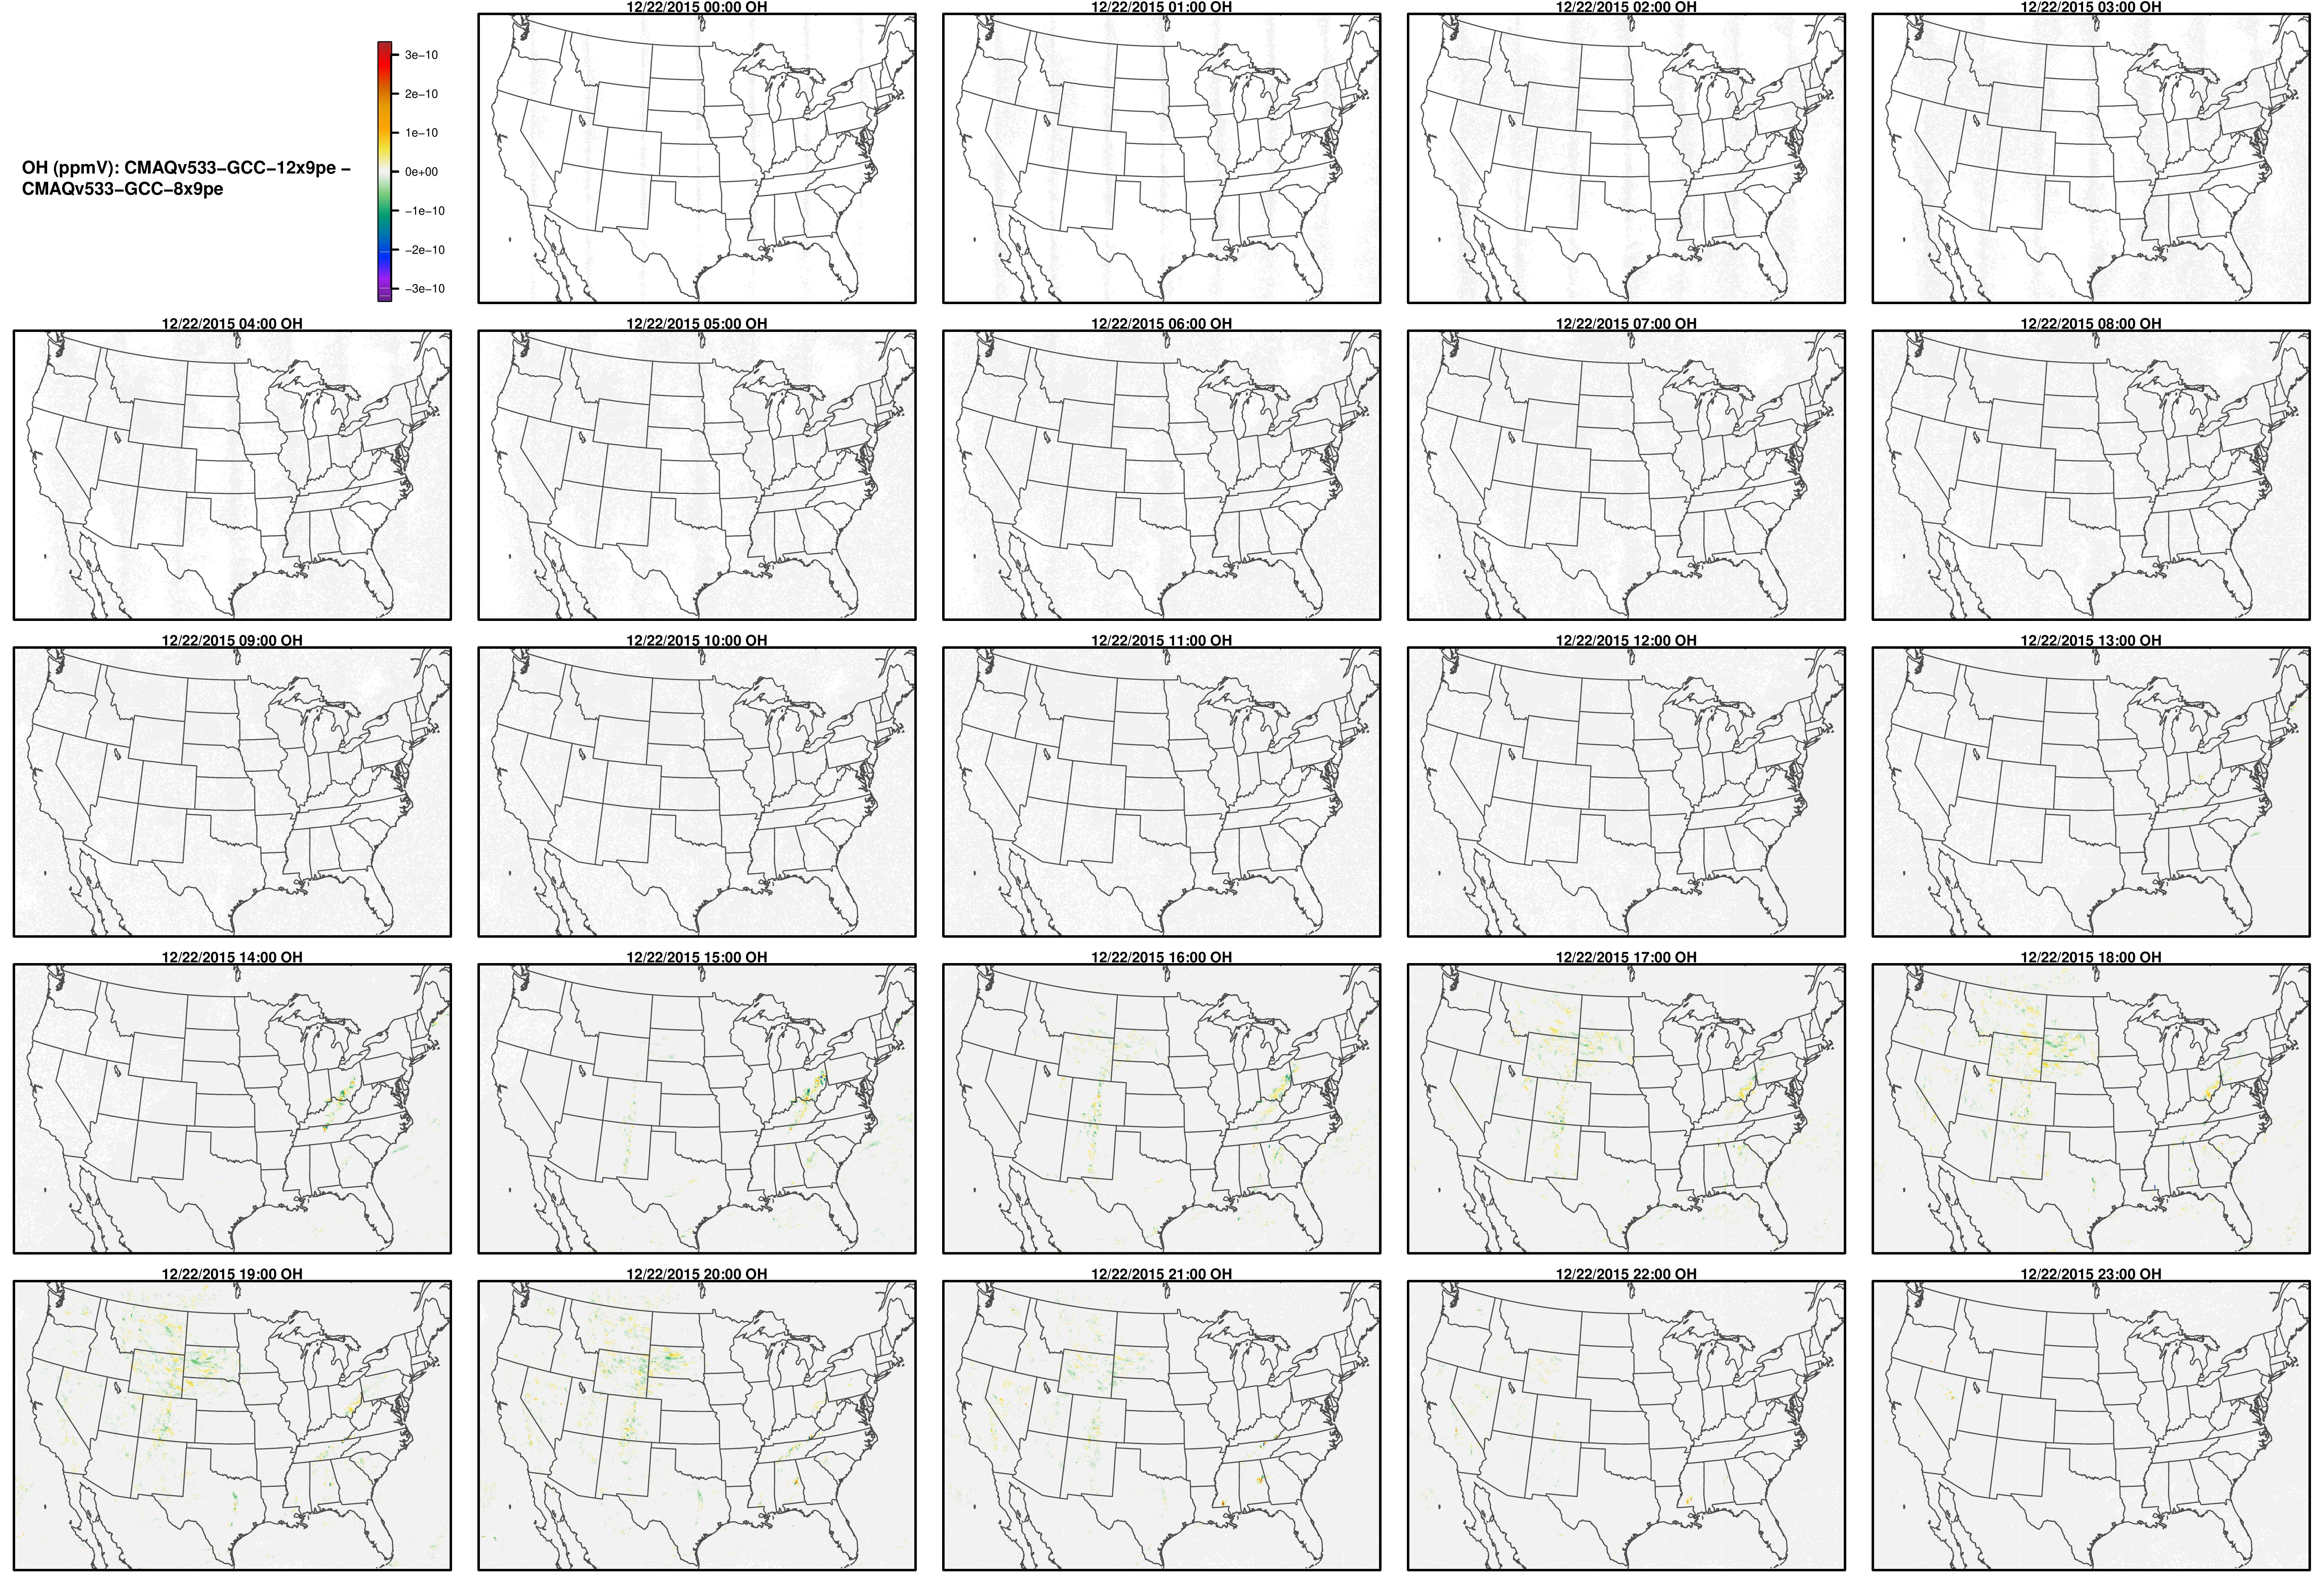 12/22/2015 00:00 OH
12/22/2015 01:00 OH
12/22/2015 02:00 OH
12/22/2015 03:00 OH
OH (ppmV): CMAQv533−GCC−12x9pe −
CMAQv533−GCC−8x9pe
3e−10
2e−10
1e−10
0e+00
−1e−10
−2e−10
−3e−10
12/22/2015 04:00 OH
12/22/2015 05:00 OH
12/22/2015 06:00 OH
12/22/2015 07:00 OH
12/22/2015 08:00 OH
12/22/2015 09:00 OH
12/22/2015 10:00 OH
12/22/2015 11:00 OH
12/22/2015 12:00 OH
12/22/2015 13:00 OH
12/22/2015 14:00 OH
12/22/2015 15:00 OH
12/22/2015 16:00 OH
12/22/2015 17:00 OH
12/22/2015 18:00 OH
12/22/2015 19:00 OH
12/22/2015 20:00 OH
12/22/2015 21:00 OH
12/22/2015 22:00 OH
12/22/2015 23:00 OH